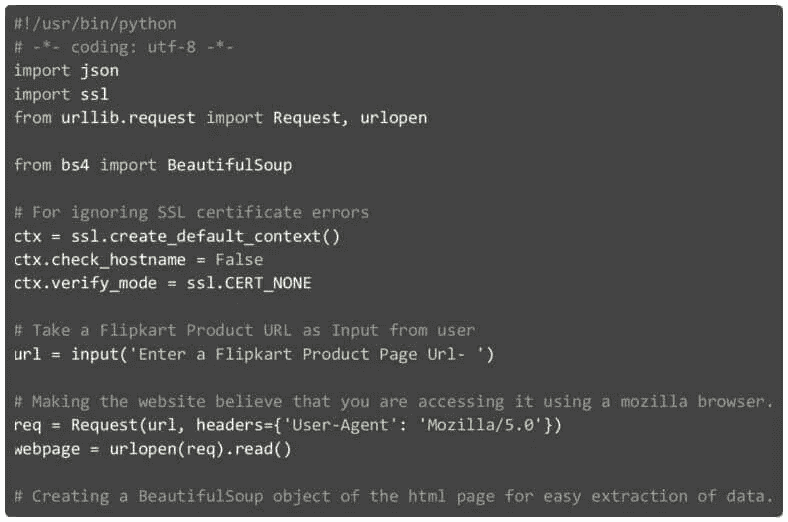 #!/usr/bin/python
# -*- coding: utf-8 -*-
import json
import ssl
from urllib.request import Request, urlopen
from bs4 import BeautifulSoup
# For ignoring SSL certificate errors
ctx = ssl.create_default_context()
ctx.check_hostname = False
ctx.verify_mode = ssl.CERT_NONE
# Take a Flipkart Product URL as Input from user
url = input('Enter a Flipkart Product Page Url- ')
# Making the website believe that you are accessing it using a mozilla browser.
req = Request(url, headers={'User-Agent': 'Mozilla/5.0'})
webpage = urlopen(req).read()
# Creating a BeautifulSoup object of the html page for easy extraction of data.